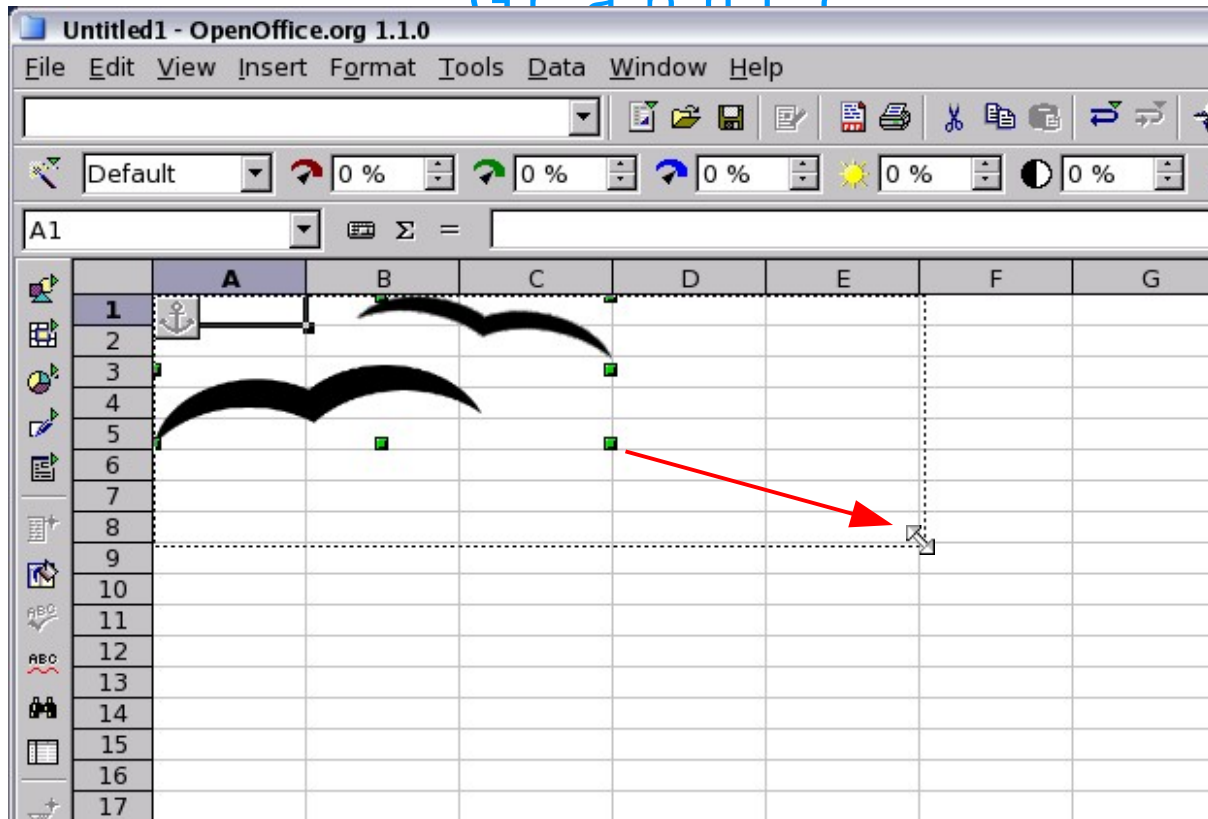 Untitled1 - OpenOffice.org 1.1.0
File Edit View Insert Format Tools Data Window Help
Default 0 % 0 % 0 % 0 % 0 %
A1 Σ =
A B C D E F G
1
2
3
4
5
6
7
8
9
10
11
12
13
14
15
16
17
ABC
ABC